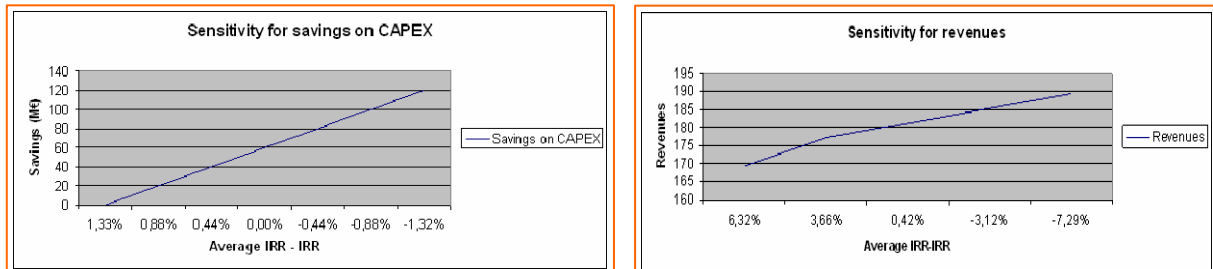 Sensitivity for savings on CAPEX
Savings (M€)
140
120
100
80
60
40
20
0
1,33% 0,88% 0,44% 0,00% -0,44% -0,88% -1,32%
Average IRR - IRR
Savings on CAPEX
Sensitivity for revenues
Revenues
195
190
185
180
175
170
165
160
6,32% 3,66% 0,42% -3,12% -7,29%
Average IRR-IRR
Revenues